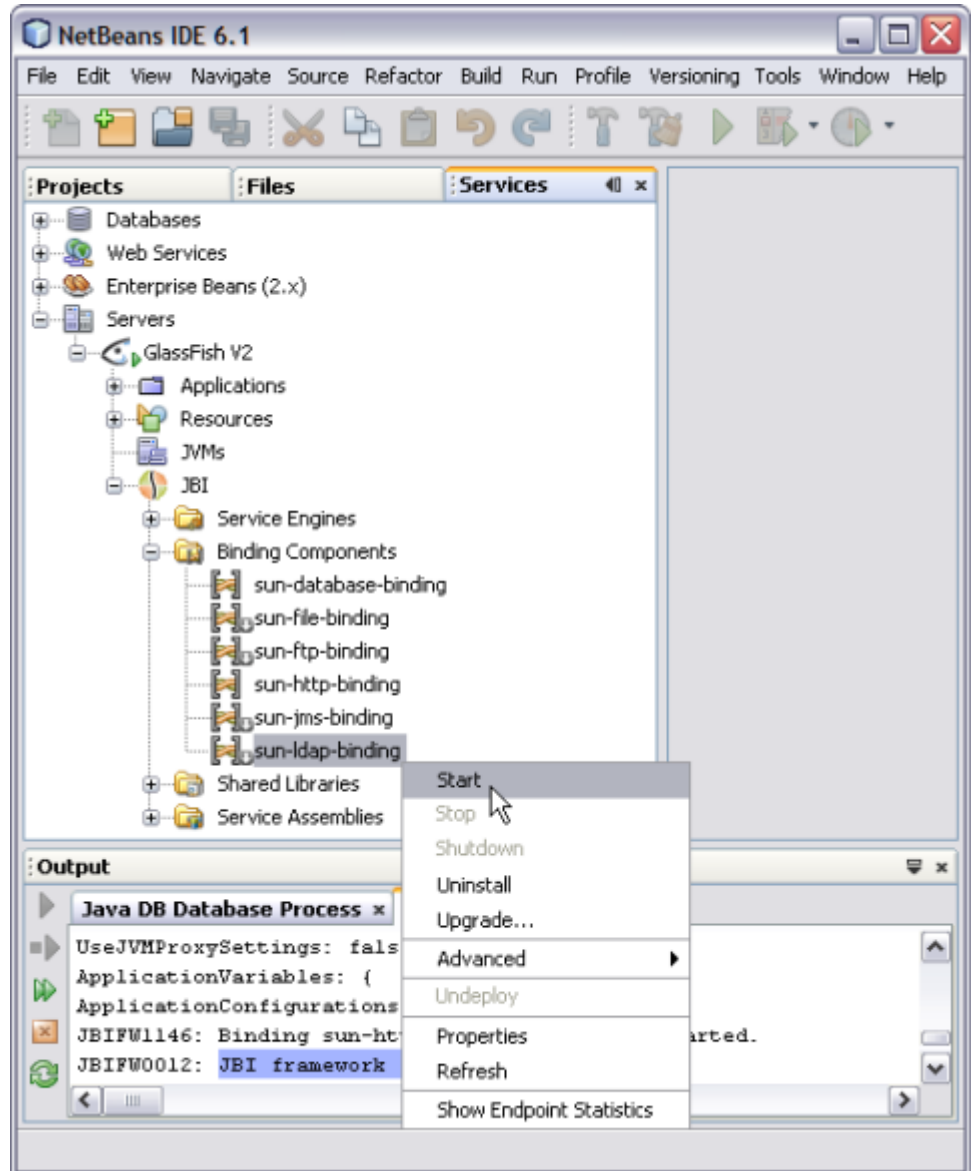 NetBeans IDE 6.1
File Edit View Navigate Source Refactor Build Run Profile Versioning Tools Window Help
Projects Files Services
Databases
Web Services
Enterprise Beans (2.x)
Servers
GlassFish V2
Applications
Resources
JVMs
JBI
Service Engines
Binding Components
sun-database-binding
sun-file-binding
sun-ftp-binding
sun-http-binding
sun-jms-binding
sun-ldap-binding
Shared Libraries
Service Assemblies
Start
Stop
Shutdown
Uninstall
Upgrade...
Advanced
Undeploy
Properties
Refresh
Show Endpoint Statistics
Output
Java DB Database Process
UseJVMProxySettings: fals
ApplicationVariables: {
ApplicationConfigurations
JBIFW1146: Binding sun-ht arted.
JBIFW0012: JBI framework